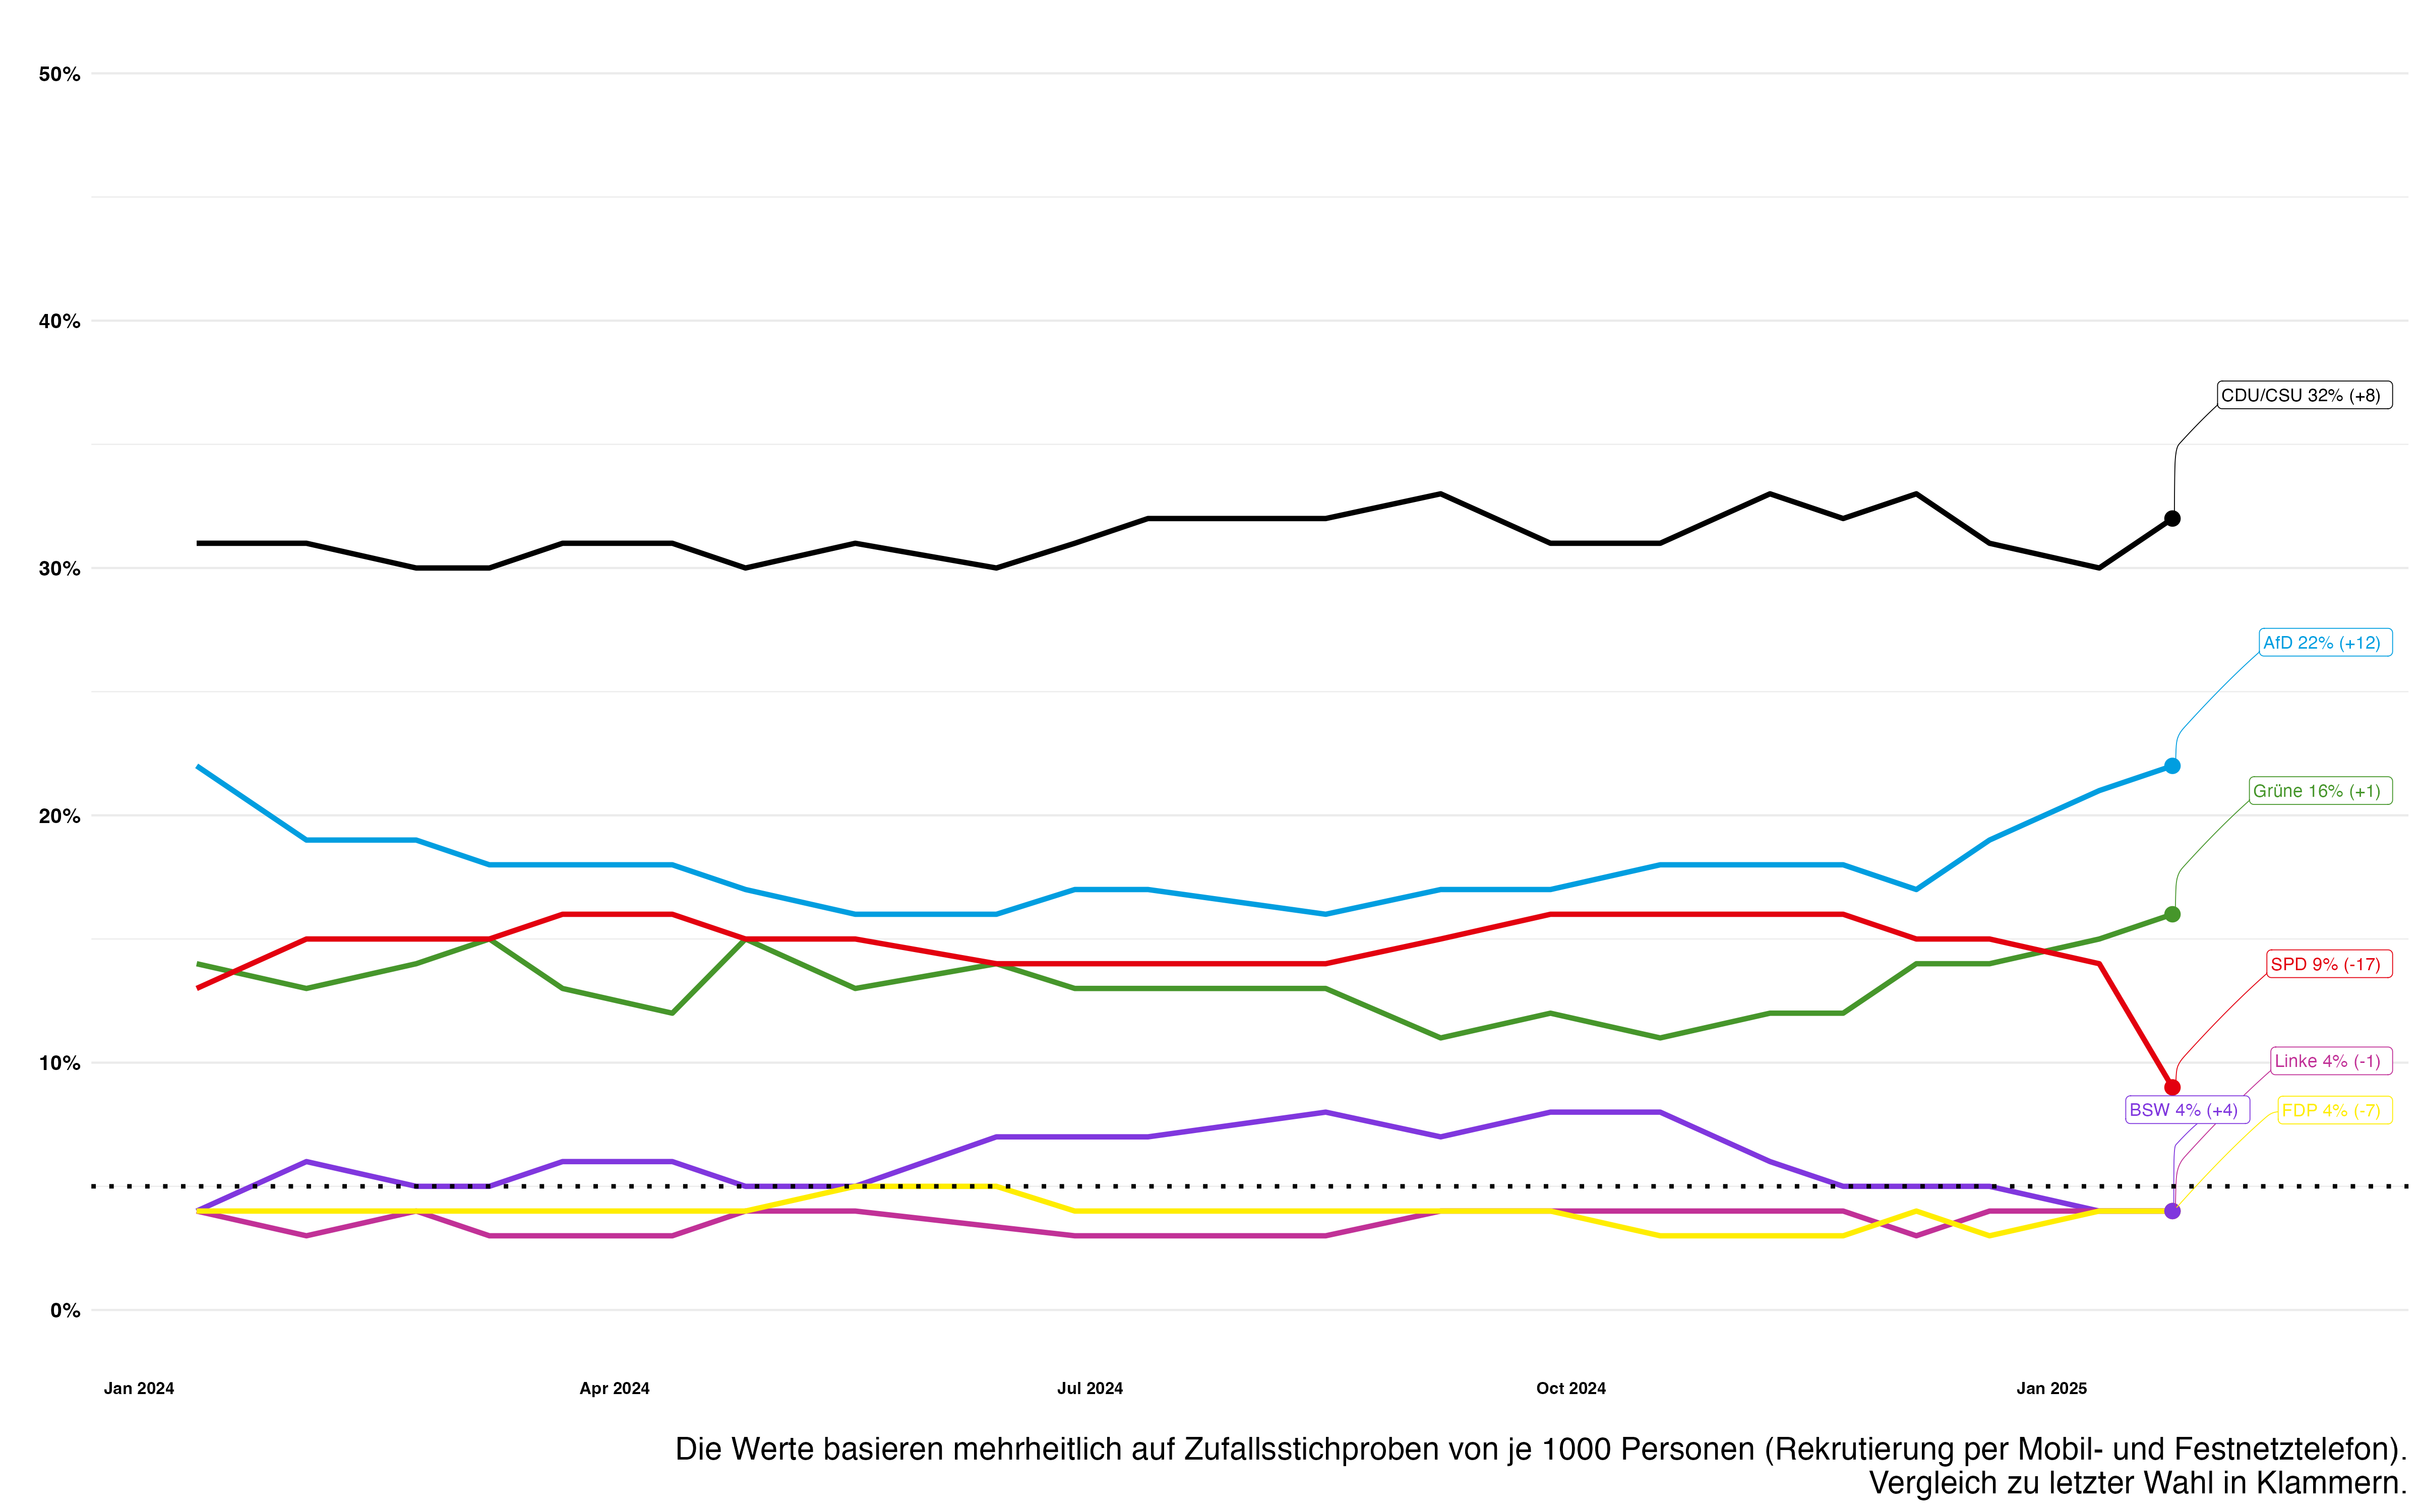 50%
40%
30%
20%
10%
0%
CDU/CSU 32% (+8)
AfD 22% (+12)
Grüne 16% (+1)
SPD 9% (-17)
Linke 4% (-1)
BSW 4% (+4)
FDP 4% (-7)
Jan 2024
Apr 2024
Jul 2024
Oct 2024
Jan 2025
Die Werte basieren mehrheitlich auf Zufallsstichproben von je 1000 Personen (Rekrutierung per Mobil- und Festnetztelefon).
Vergleich zu letzter Wahl in Klammern.